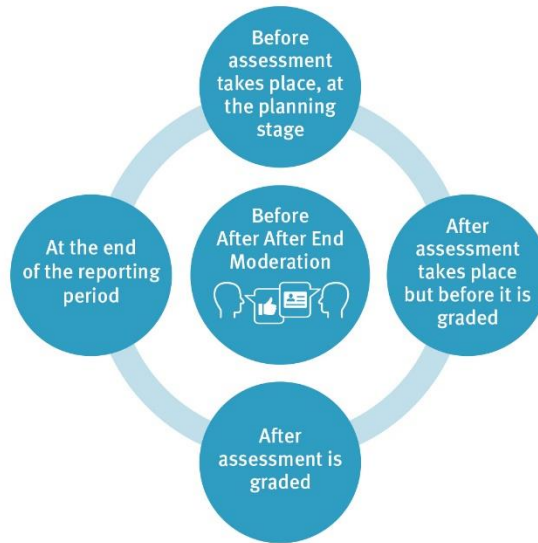 Before
assessment
takes place, at
the planning
stage
At the end
of the reporting
period
Before
After After End
Moderation
After
assessment
takes place
but before it is
graded
After
assessment is
graded